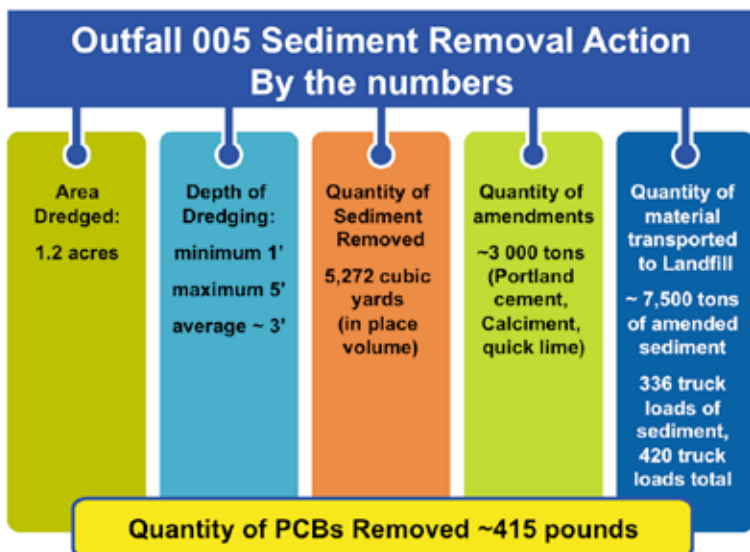 Outfall 005 Sediment Removal Action
By the numbers
Area
Dredged:
1.2 acres
Depth of
Dredging:
minimum 1’
maximum 5’
average ~ 3’
Quantity of
Sediment
Removed
5,272 cubic
yards
(in place
volume)
Quantity of
amendments
~3 000 tons
(Portland
cement,
Calciment,
quick lime)
Quantity of
material
transported
to Landfill
~ 7,500 tons
of amended
sediment
336 truck
loads of
sediment,
420 truck
loads total
Quantity of PCBs Removed ~415 pounds